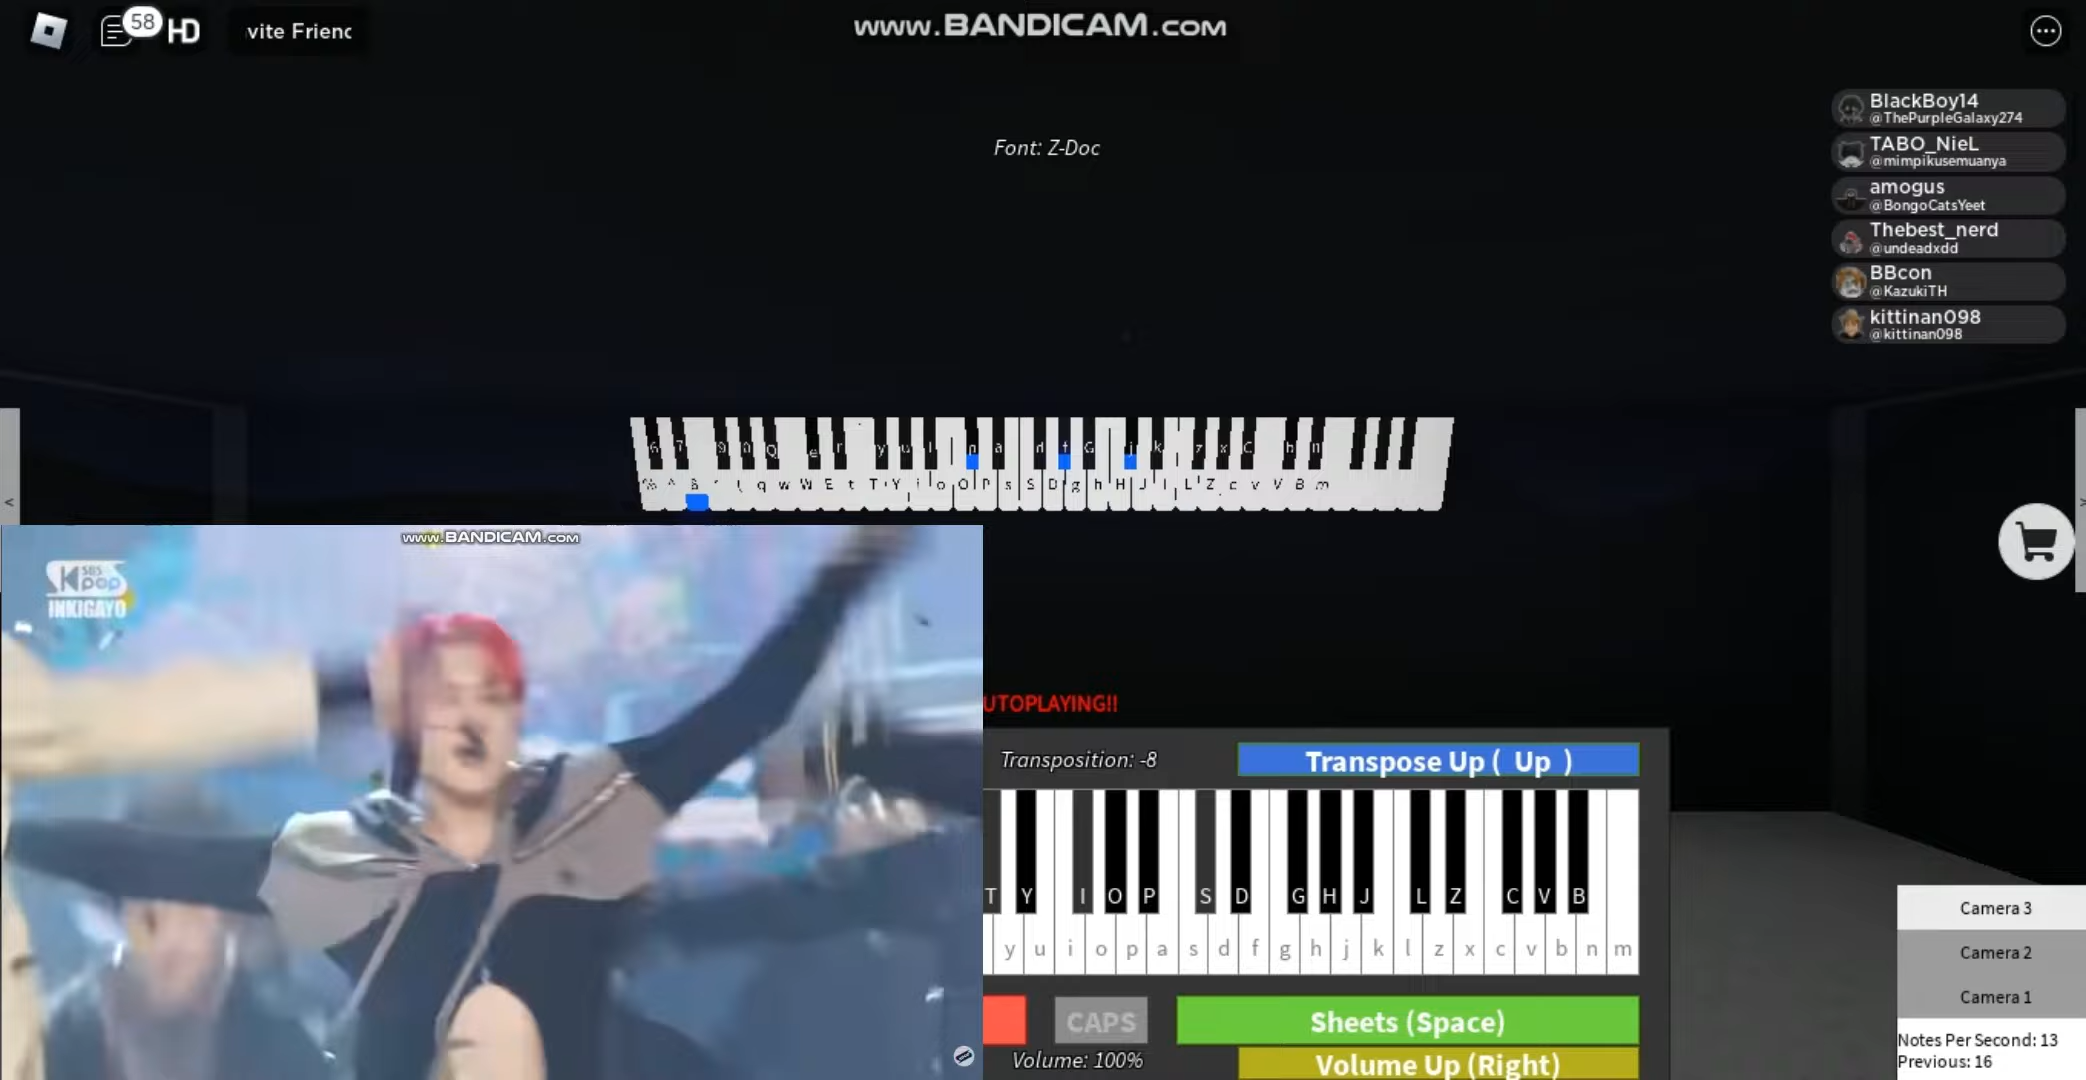 58
HD
vite Frienc
www.BANDICAM.com
Font: Z-Doc
BlackBoy14
@ThePurpleGalaxy274
TABO_NieL
@mimpikusemuanya
amogus
@BongoCatsYeet
Thebest_nerd
@undeadxdd
BBcon
@KazukiTH
kittinan098
@kittinan098
q w W E t T Y i o O P s S D g h H J l L Z c v V B m
<
>
www.BANDICAM.com
SBS
Kpop
INKIGAYO
UTOPLAYING!!
Transposition: -8
Transpose Up ( Up )
T Y I O P S D G H J L Z C V B
y u i o p a s d f g h j k l z x c v b n m
CAPS
Sheets (Space)
Volume: 100%
Volume Up (Right)
Camera 3
Camera 2
Camera 1
Notes Per Second: 13
Previous: 16